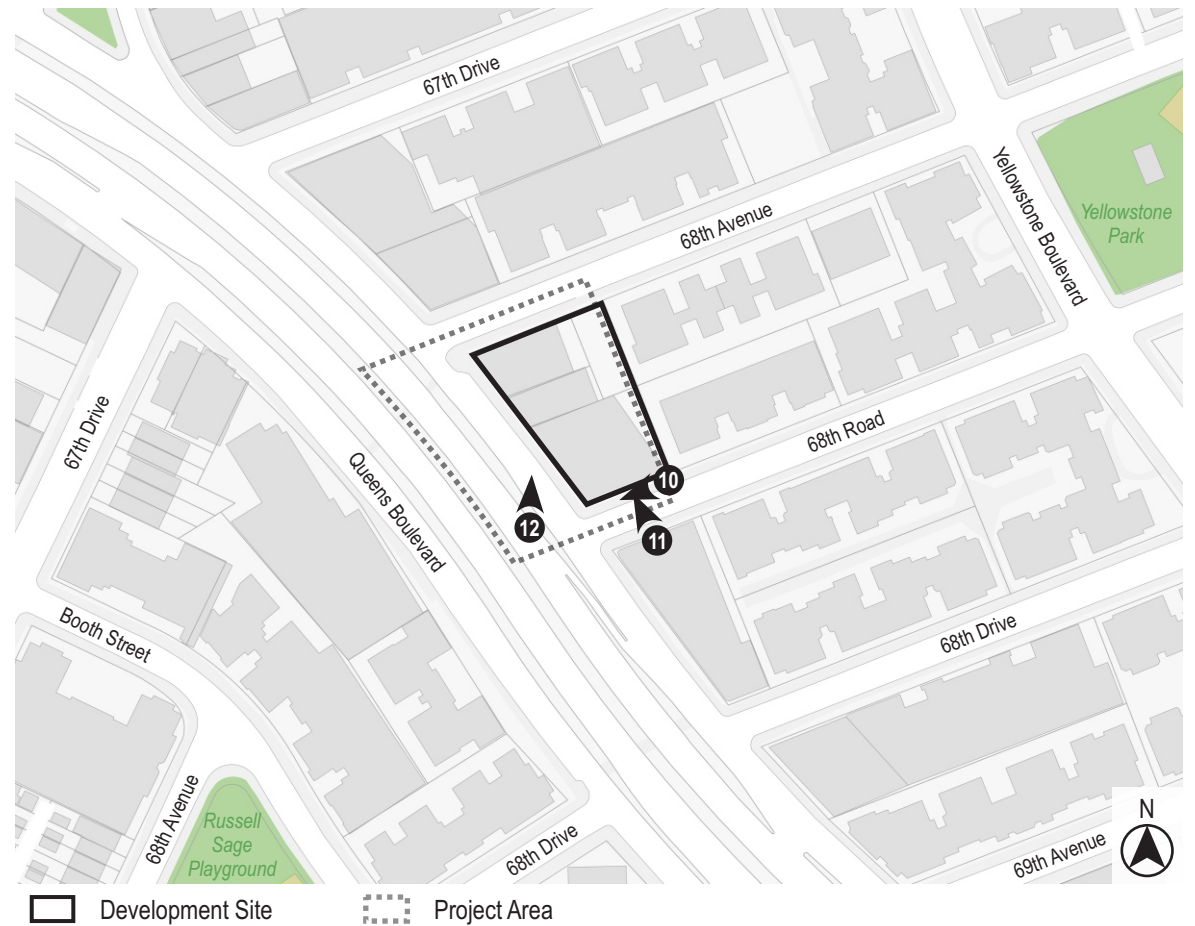 67th Drive
68th Avenue
Yellowstone Boulevard
Yellowstone
Park
68th Road
10
11
12
67th Drive
Queens Boulevard
68th Drive
Booth Street
68th Avenue
Russell
Sage
Playground
68th Drive
69th Avenue
N
Development Site
Project Area